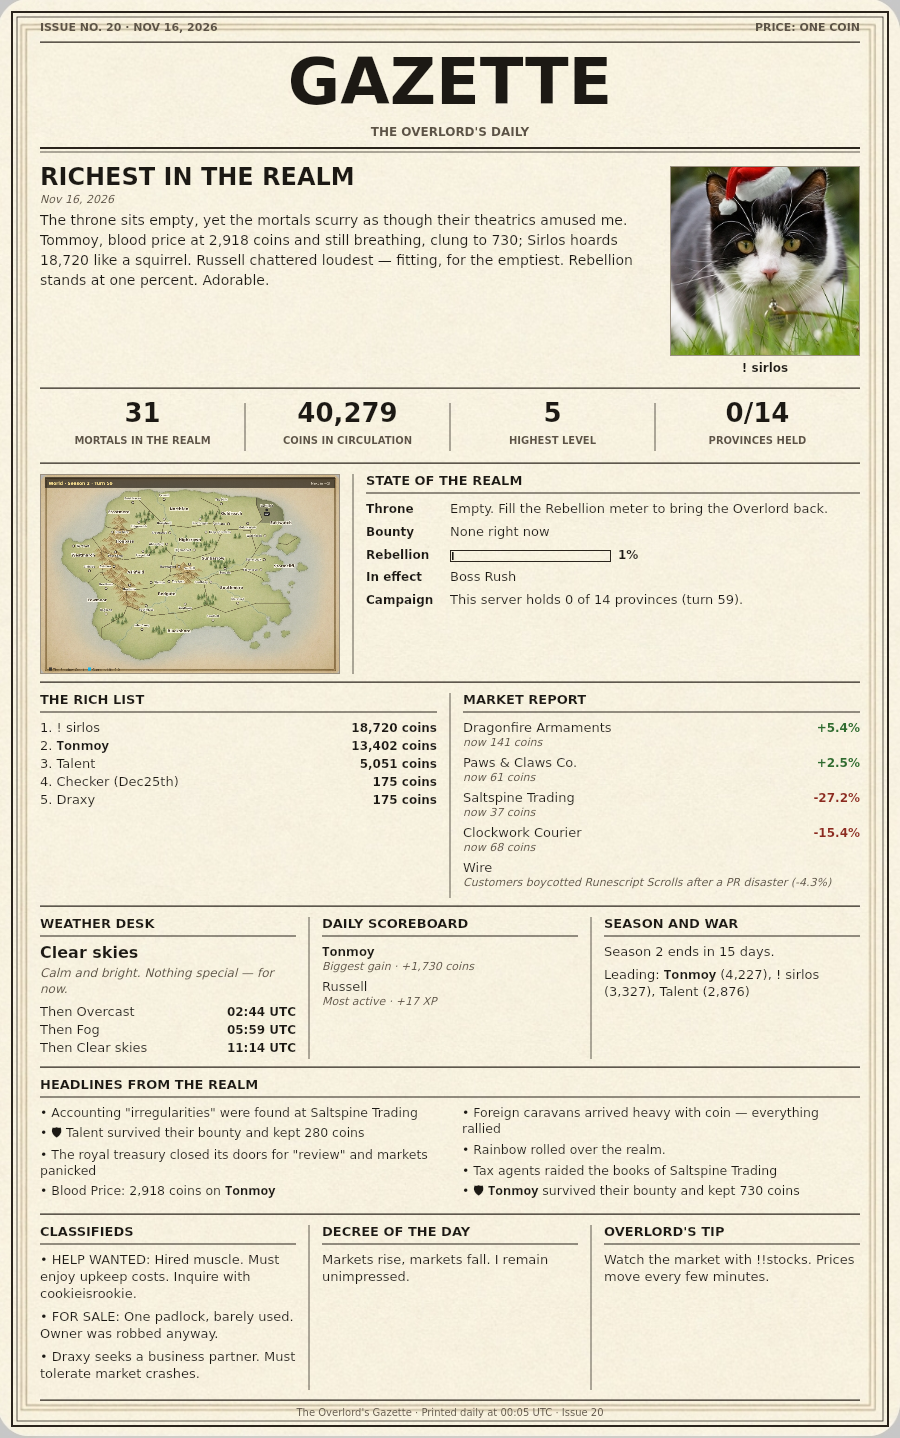 ISSUE NO. 20 · NOV 16, 2026
PRICE: ONE COIN
GAZETTE
THE OVERLORD'S DAILY
RICHEST IN THE REALM
Nov 16, 2026
The throne sits empty, yet the mortals scurry as though their theatrics amused me.
Tommoy, blood price at 2,918 coins and still breathing, clung to 730; Sirlos hoards
18,720 like a squirrel. Russell chattered loudest — fitting, for the emptiest. Rebellion
stands at one percent. Adorable.
! sirlos
31
MORTALS IN THE REALM
40,279
COINS IN CIRCULATION
5
HIGHEST LEVEL
0/14
PROVINCES HELD
STATE OF THE REALM
Throne Empty. Fill the Rebellion meter to bring the Overlord back.
Bounty None right now
Rebellion 1%
In effect Boss Rush
Campaign This server holds 0 of 14 provinces (turn 59).
THE RICH LIST
1. ! sirlos 18,720 coins
2. Tonmoy 13,402 coins
3. Talent 5,051 coins
4. Checker (Dec25th) 175 coins
5. Draxy 175 coins
MARKET REPORT
Dragonfire Armaments +5.4%
now 141 coins
Paws & Claws Co. +2.5%
now 61 coins
Saltspine Trading -27.2%
now 37 coins
Clockwork Courier -15.4%
now 68 coins
Wire
Customers boycotted Runescript Scrolls after a PR disaster (-4.3%)
WEATHER DESK
Clear skies
Calm and bright. Nothing special — for
now.
Then Overcast 02:44 UTC
Then Fog 05:59 UTC
Then Clear skies 11:14 UTC
DAILY SCOREBOARD
Tonmoy
Biggest gain · +1,730 coins
Russell
Most active · +17 XP
SEASON AND WAR
Season 2 ends in 15 days.
Leading: Tonmoy (4,227), ! sirlos
(3,327), Talent (2,876)
HEADLINES FROM THE REALM
• Accounting "irregularities" were found at Saltspine Trading
• Talent survived their bounty and kept 280 coins
• The royal treasury closed its doors for "review" and markets
panicked
• Blood Price: 2,918 coins on Tonmoy
• Foreign caravans arrived heavy with coin — everything
rallied
• Rainbow rolled over the realm.
• Tax agents raided the books of Saltspine Trading
• Tonmoy survived their bounty and kept 730 coins
CLASSIFIEDS
• HELP WANTED: Hired muscle. Must
enjoy upkeep costs. Inquire with
cookieisrookie.
• FOR SALE: One padlock, barely used.
Owner was robbed anyway.
• Draxy seeks a business partner. Must
tolerate market crashes.
DECREE OF THE DAY
Markets rise, markets fall. I remain
unimpressed.
OVERLORD'S TIP
Watch the market with !!stocks. Prices
move every few minutes.
The Overlord's Gazette · Printed daily at 00:05 UTC · Issue 20